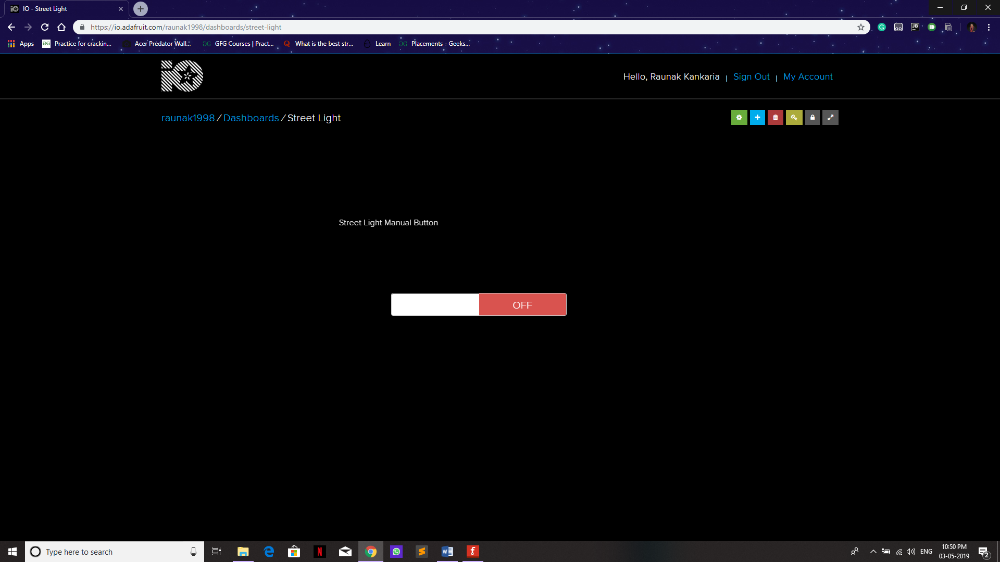 IO - Street Light
https://io.adafruit.com/raunak1998/dashboards/street-light
Apps Practice for crackin... Acer Predator Wall... GFG Courses | Pract... What is the best str... Learn Placements - Geeks...
iO
Hello, Raunak Kankaria | Sign Out | My Account
raunak1998 / Dashboards / Street Light
Street Light Manual Button
OFF
Type here to search
ENG
10:50 PM
03-05-2019
2